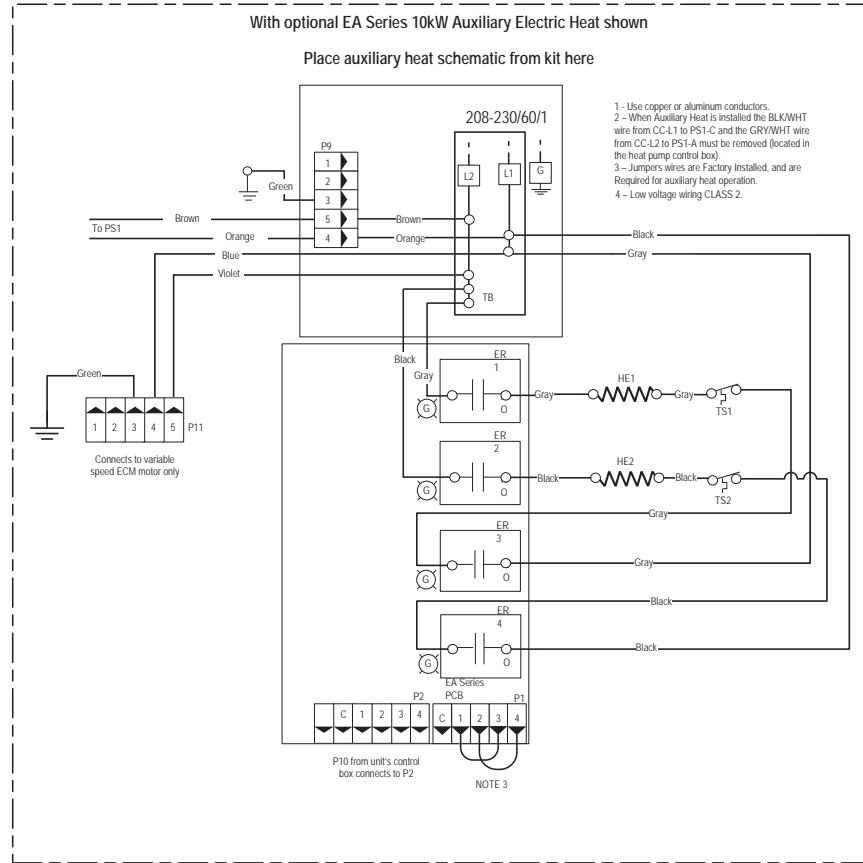 With optional EA Series 10kW Auxiliary Electric Heat shown
Place auxiliary heat schematic from kit here
208-230/60/1
1 - Use copper or aluminum conductors.
2 – When Auxiliary Heat is installed the BLK/WHT
wire from CC-L1 to PS1-C and the GRY/WHT wire
from CC-L2 to PS1-A must be removed (located in
the heat pump control box).
3 – Jumpers wires are Factory Installed, and are
Required for auxiliary heat operation.
4 – Low voltage wiring CLASS 2.
P9
1
2
3
5
4
L2
L1
G
Green
To PS1
Brown
Brown
Orange
Orange
Black
Blue
Gray
Violet
TB
Black
Gray
Green
1 2 3 4 5 P11
Connects to variable
speed ECM motor only
ER
1
G
O
Gray
HE1
Gray
TS1
ER
2
G
O
Black
HE2
Black
TS2
Gray
ER
3
G
O
Gray
Black
ER
4
G
O
Black
EA Series
PCB
P2
P1
C 1 2 3 4
C 1 2 3 4
P10 from unit's control
box connects to P2
NOTE 3